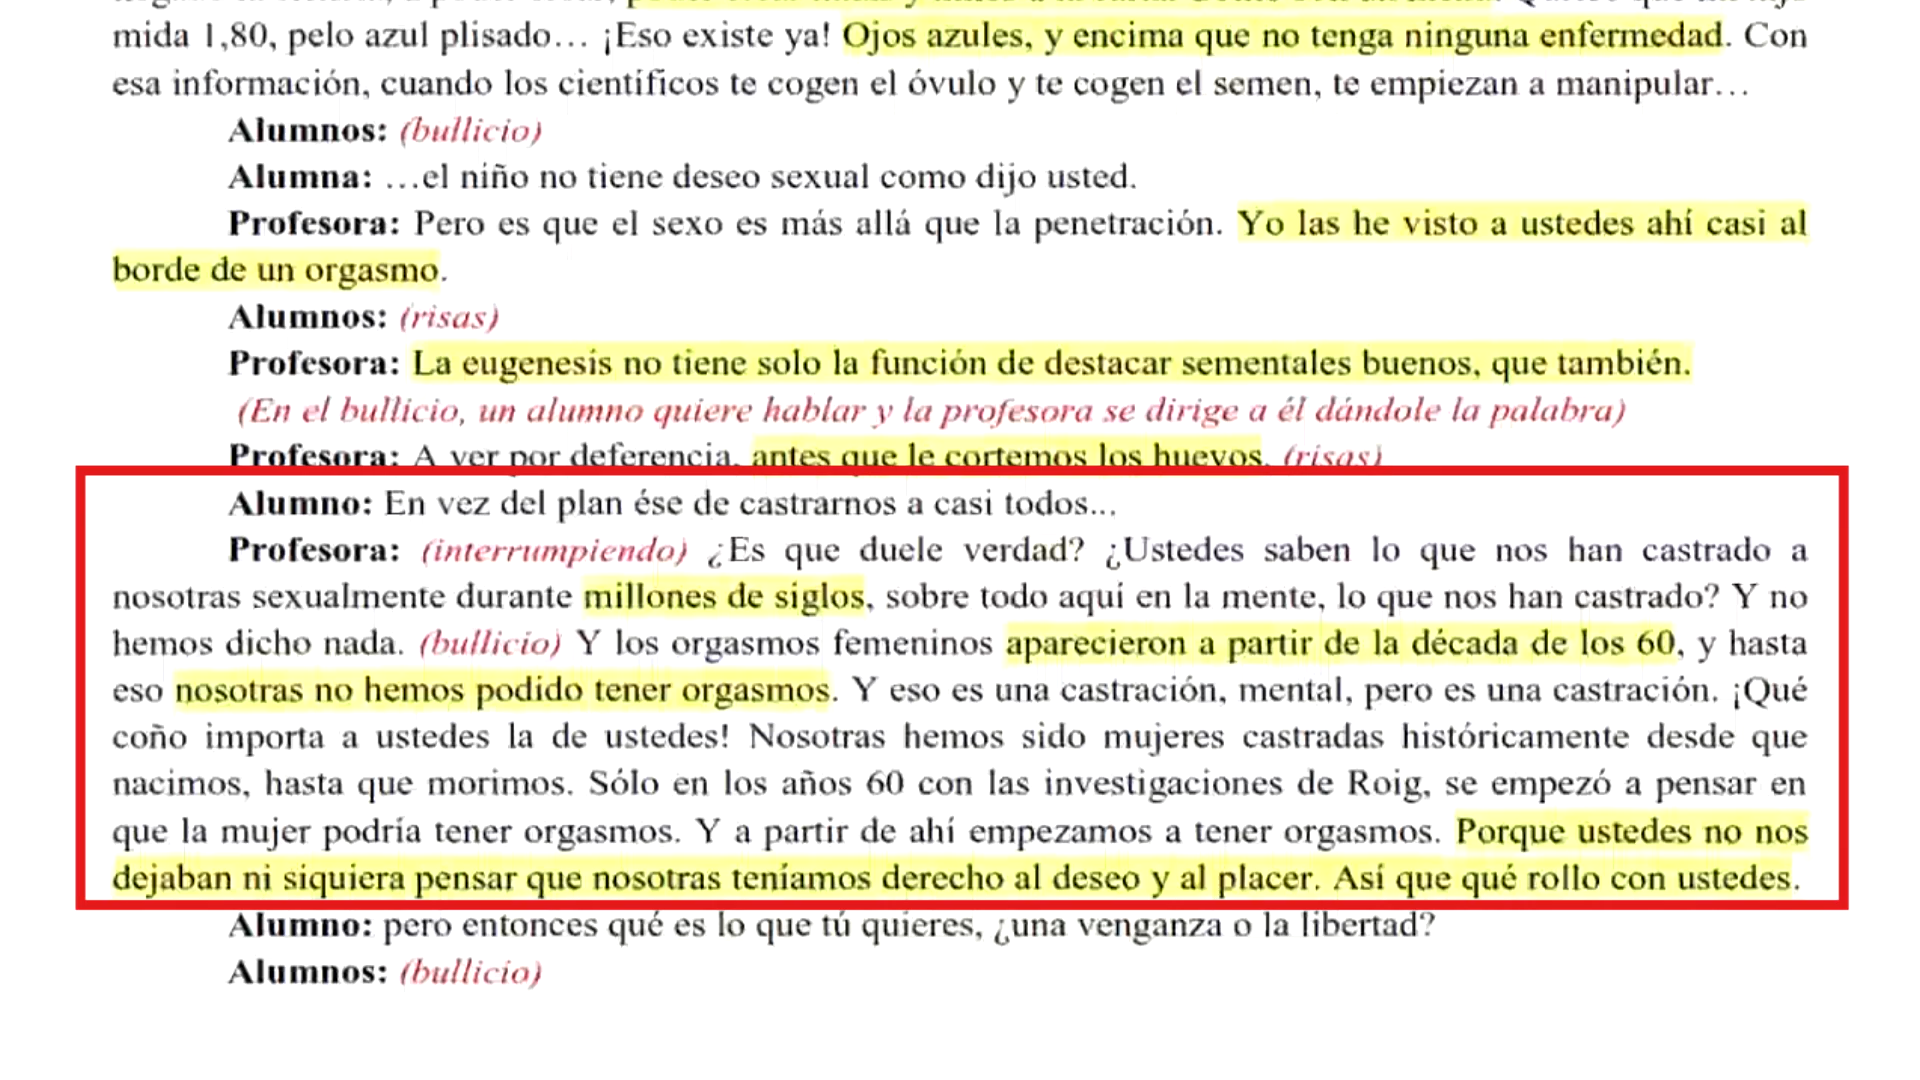 mida 1,80, pelo azul plisado… ¡Eso existe ya! Ojos azules, y encima que no tenga ninguna enfermedad. Con
esa información, cuando los científicos te cogen el óvulo y te cogen el semen, te empiezan a manipular…
Alumnos: (bullicio)
Alumna: …el niño no tiene deseo sexual como dijo usted.
Profesora: Pero es que el sexo es más allá que la penetración. Yo las he visto a ustedes ahí casi al
borde de un orgasmo.
Alumnos: (risas)
Profesora: La eugenesis no tiene solo la función de destacar sementales buenos, que también.
(En el bullicio, un alumno quiere hablar y la profesora se dirige a él dándole la palabra)
Profesora: A ver por deferencia, antes que le cortemos los huevos. (risas)
Alumno: En vez del plan ése de castrarnos a casi todos...
Profesora: (interrumpiendo) ¿Es que duele verdad? ¿Ustedes saben lo que nos han castrado a
nosotras sexualmente durante millones de siglos, sobre todo aquí en la mente, lo que nos han castrado? Y no
hemos dicho nada. (bullicio) Y los orgasmos femeninos aparecieron a partir de la década de los 60, y hasta
eso nosotras no hemos podido tener orgasmos. Y eso es una castración, mental, pero es una castración. ¡Qué
coño importa a ustedes la de ustedes! Nosotras hemos sido mujeres castradas históricamente desde que
nacimos, hasta que morimos. Sólo en los años 60 con las investigaciones de Roig, se empezó a pensar en
que la mujer podría tener orgasmos. Y a partir de ahí empezamos a tener orgasmos. Porque ustedes no nos
dejaban ni siquiera pensar que nosotras teníamos derecho al deseo y al placer. Así que qué rollo con ustedes.
Alumno: pero entonces qué es lo que tú quieres, ¿una venganza o la libertad?
Alumnos: (bullicio)